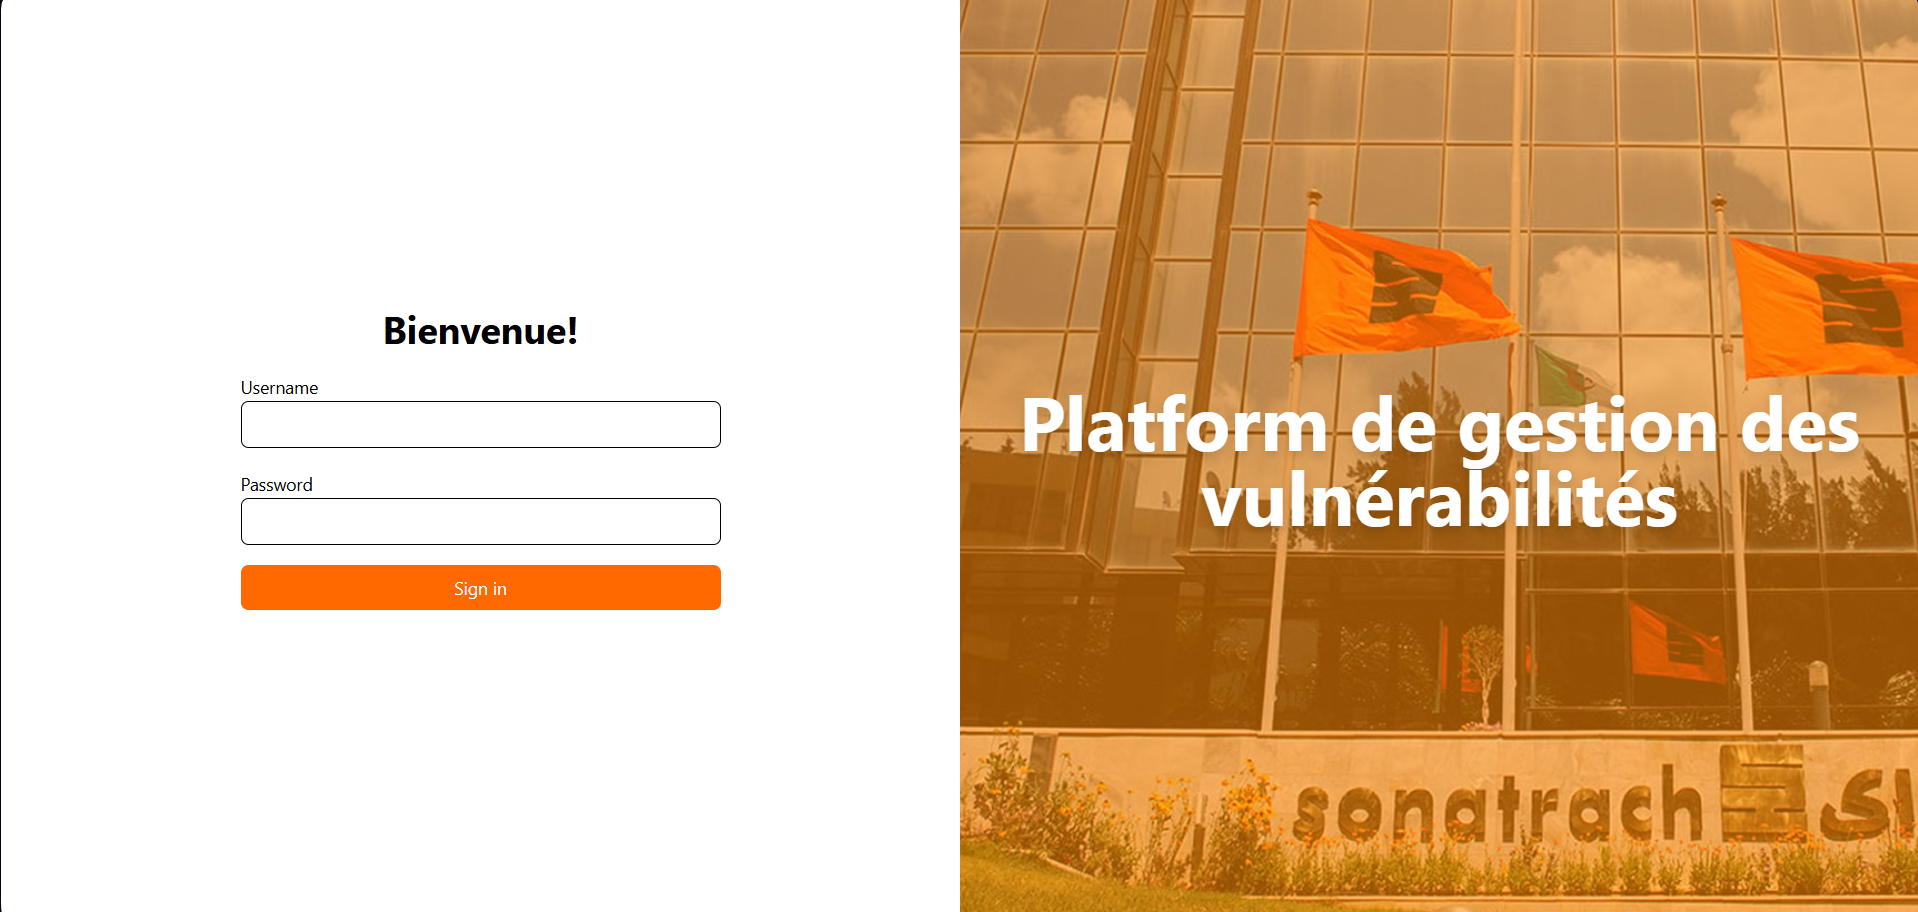 Bienvenue!
Username
Password
Sign in
Platform de gestion des
vulnérabilités
sonatrach